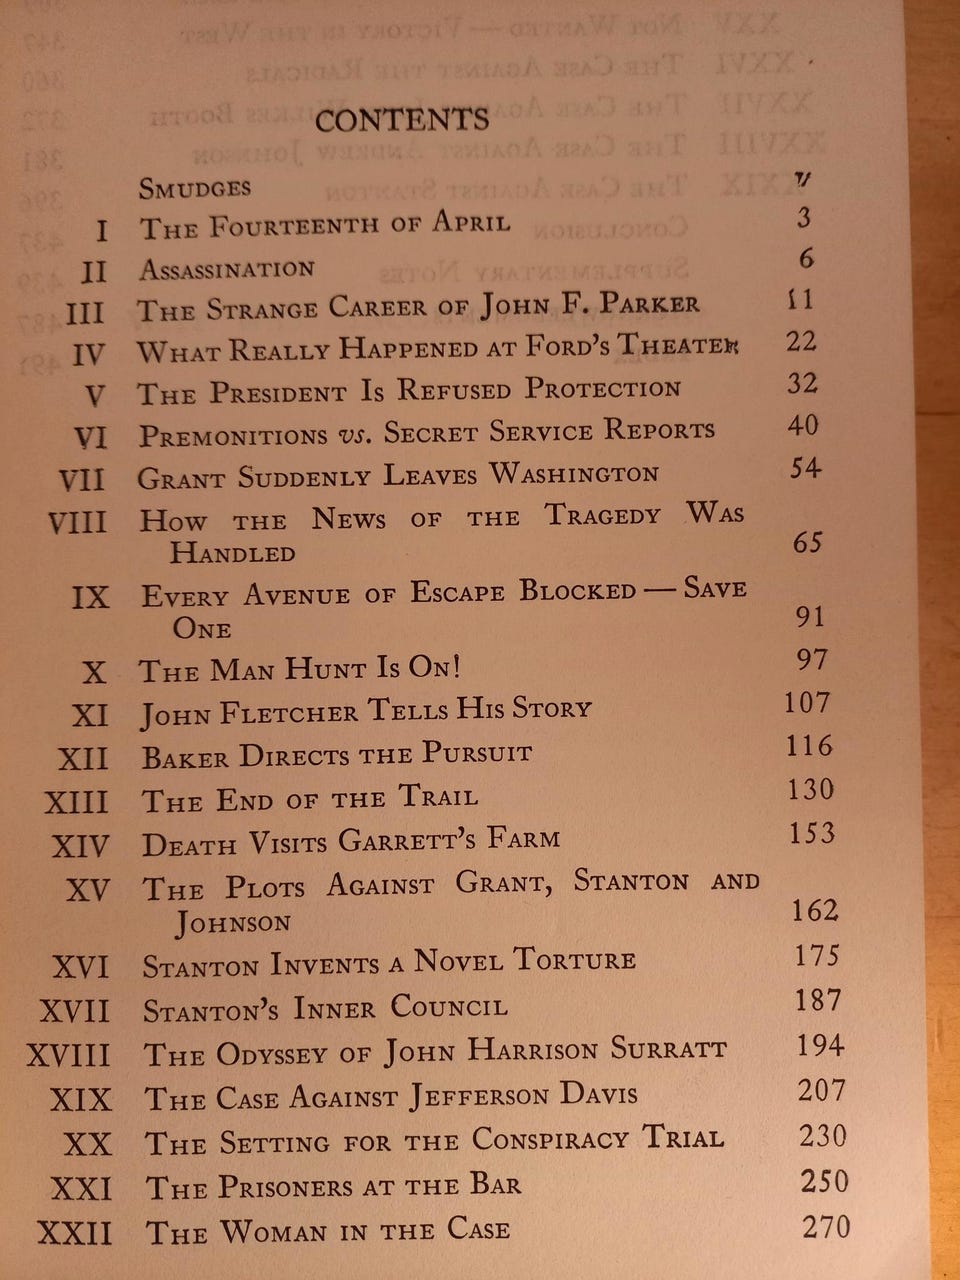 CONTENTS
Smudges v
I The Fourteenth of April 3
II Assassination 6
III The Strange Career of John F. Parker 11
IV What Really Happened at Ford's Theater 22
V The President Is Refused Protection 32
VI Premonitions vs. Secret Service Reports 40
VII Grant Suddenly Leaves Washington 54
VIII How the News of the Tragedy Was
Handled 65
IX Every Avenue of Escape Blocked — Save
One 91
X The Man Hunt Is On! 97
XI John Fletcher Tells His Story 107
XII Baker Directs the Pursuit 116
XIII The End of the Trail 130
XIV Death Visits Garrett's Farm 153
XV The Plots Against Grant, Stanton and
Johnson 162
XVI Stanton Invents a Novel Torture 175
XVII Stanton's Inner Council 187
XVIII The Odyssey of John Harrison Surratt 194
XIX The Case Against Jefferson Davis 207
XX The Setting for the Conspiracy Trial 230
XXI The Prisoners at the Bar 250
XXII The Woman in the Case 270